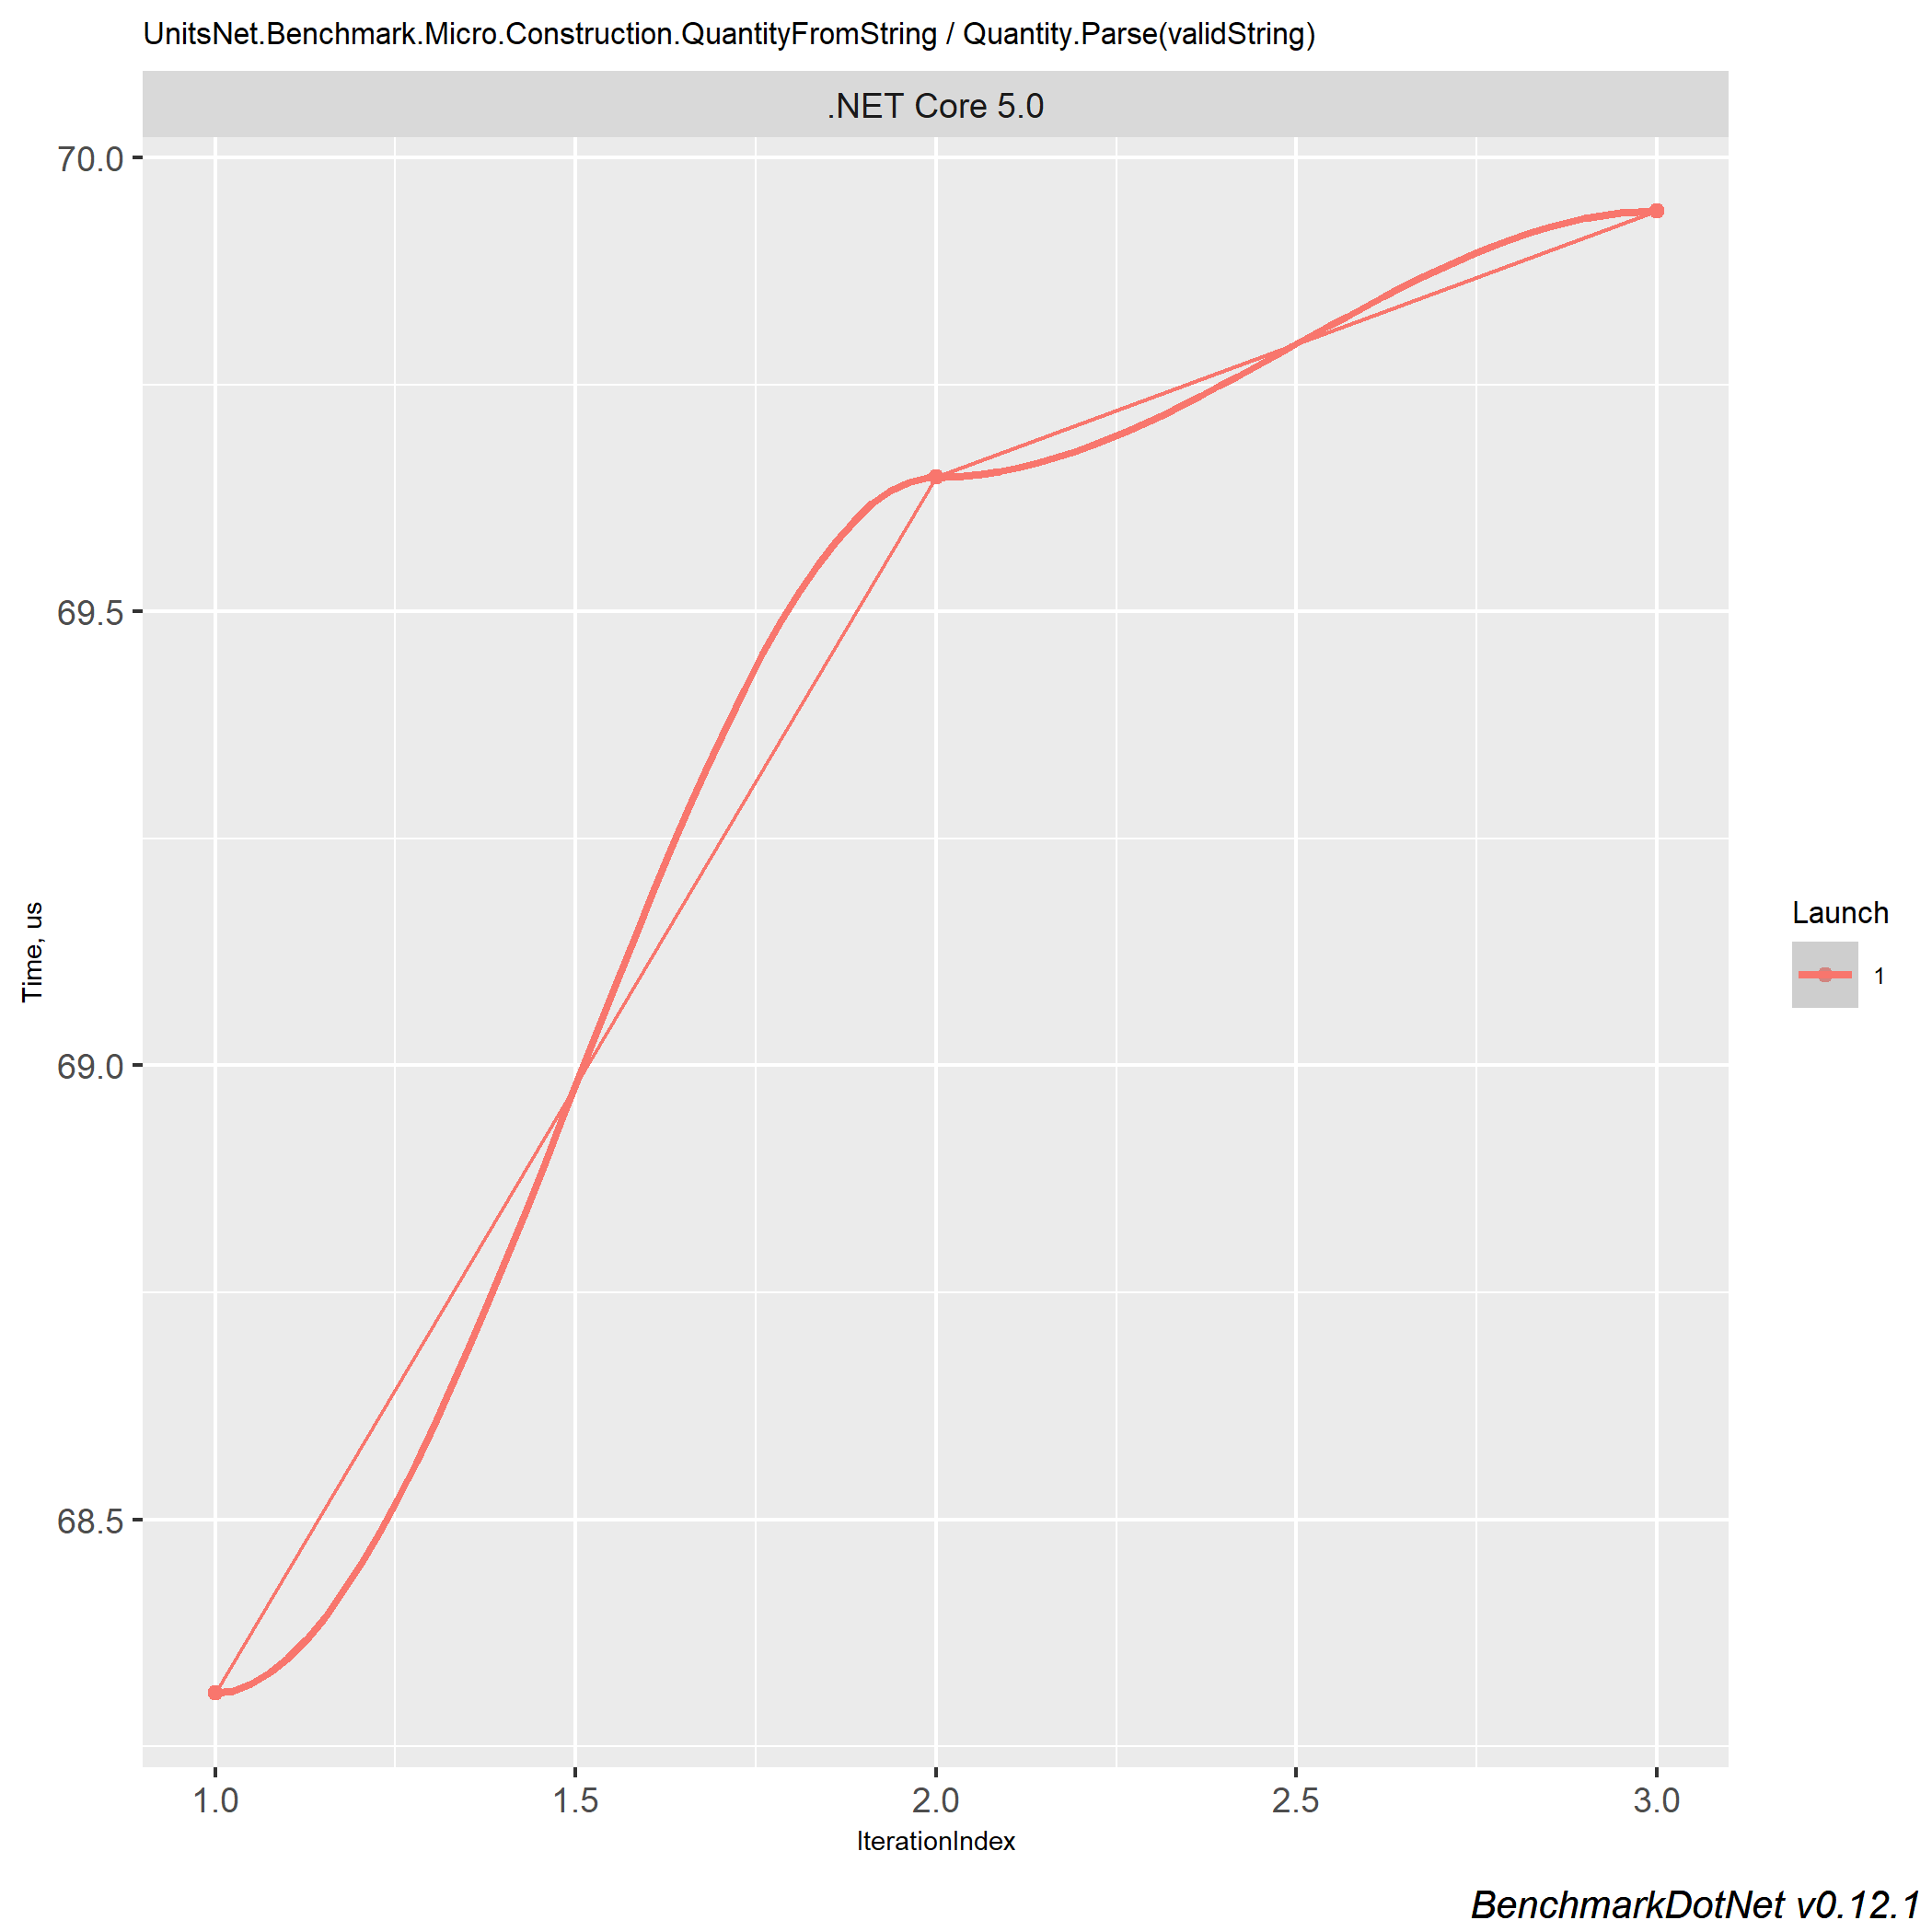 UnitsNet.Benchmark.Micro.Construction.QuantityFromString / Quantity.Parse(validString)
.NET Core 5.0
70.0
69.5
69.0
68.5
Time, us
1.0 1.5 2.0 2.5 3.0
IterationIndex
Launch
1
BenchmarkDotNet v0.12.1